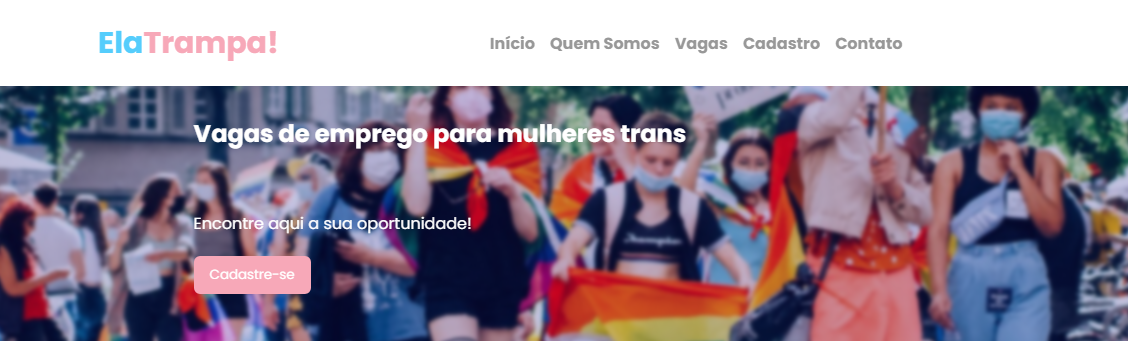 ElaTrampa!
Início Quem Somos Vagas Cadastro Contato
Vagas de emprego para mulheres trans
Encontre aqui a sua oportunidade!
Cadastre-se